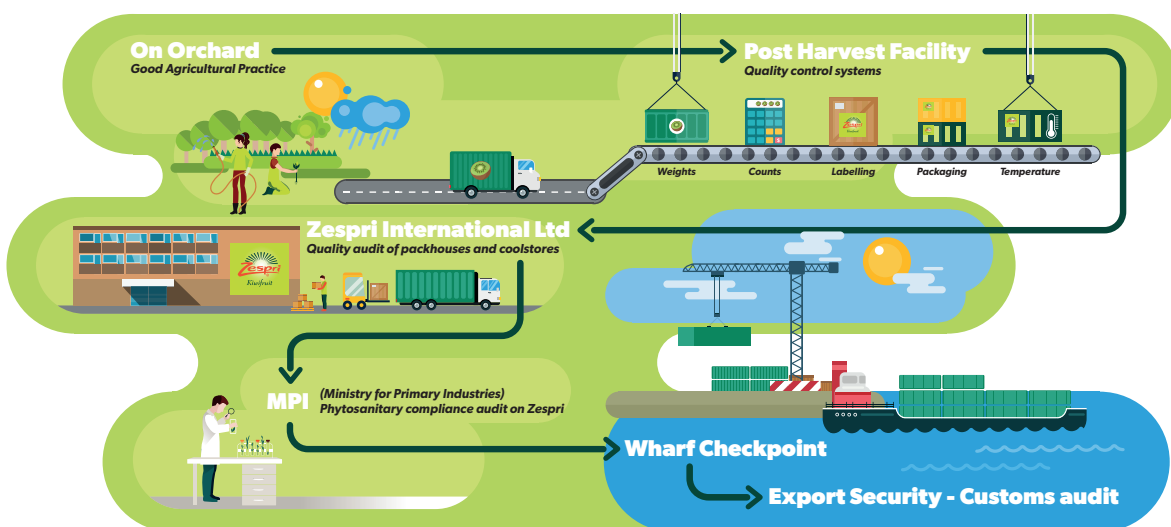 On Orchard
Good Agricultural Practice
Post Harvest Facility
Quality control systems
Zespri
Weights
Counts
Labelling
Packaging
Temperature
Zespri International Ltd
Quality audit of packhouses and coolstores
Zespri
Kiwifruit
MPI
(Ministry for Primary Industries)
Phytosanitary compliance audit on Zespri
Wharf Checkpoint
Export Security - Customs audit